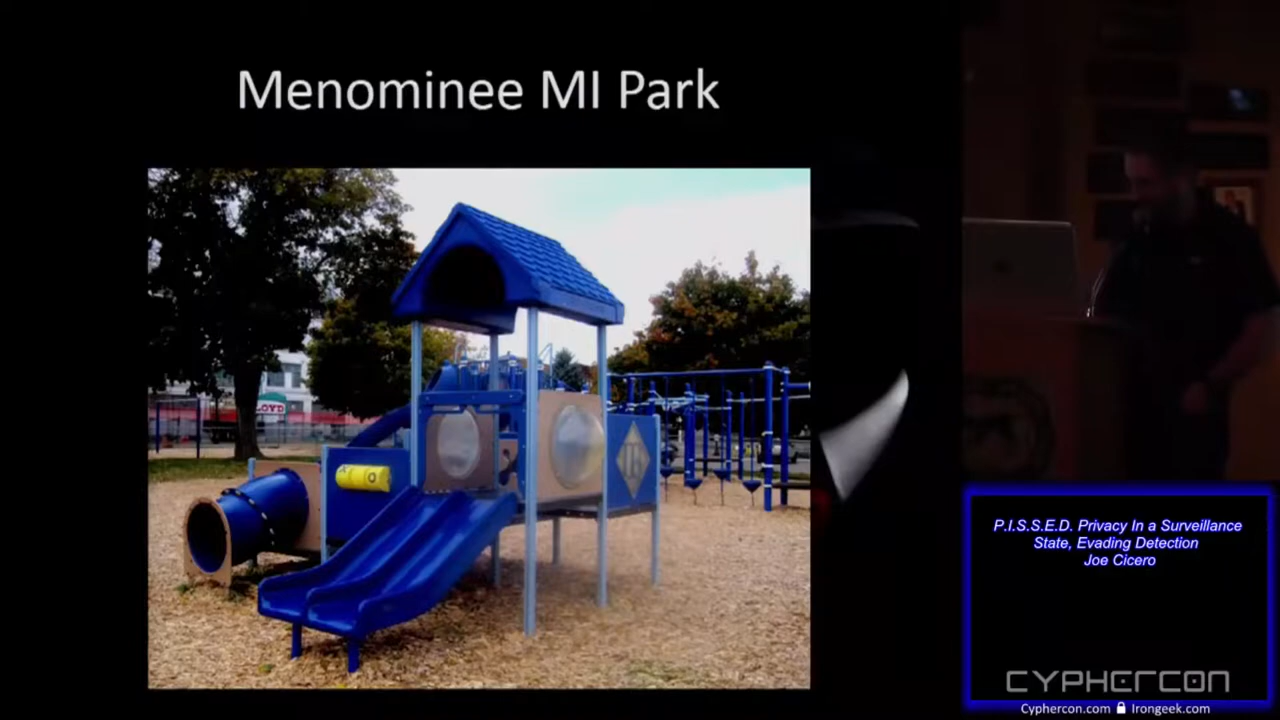 Menominee MI Park
LOYD
P.I.S.S.E.D. Privacy In a Surveillance
State, Evading Detection
Joe Cicero
CYPHERCON
Cyphercon.com Irongeek.com